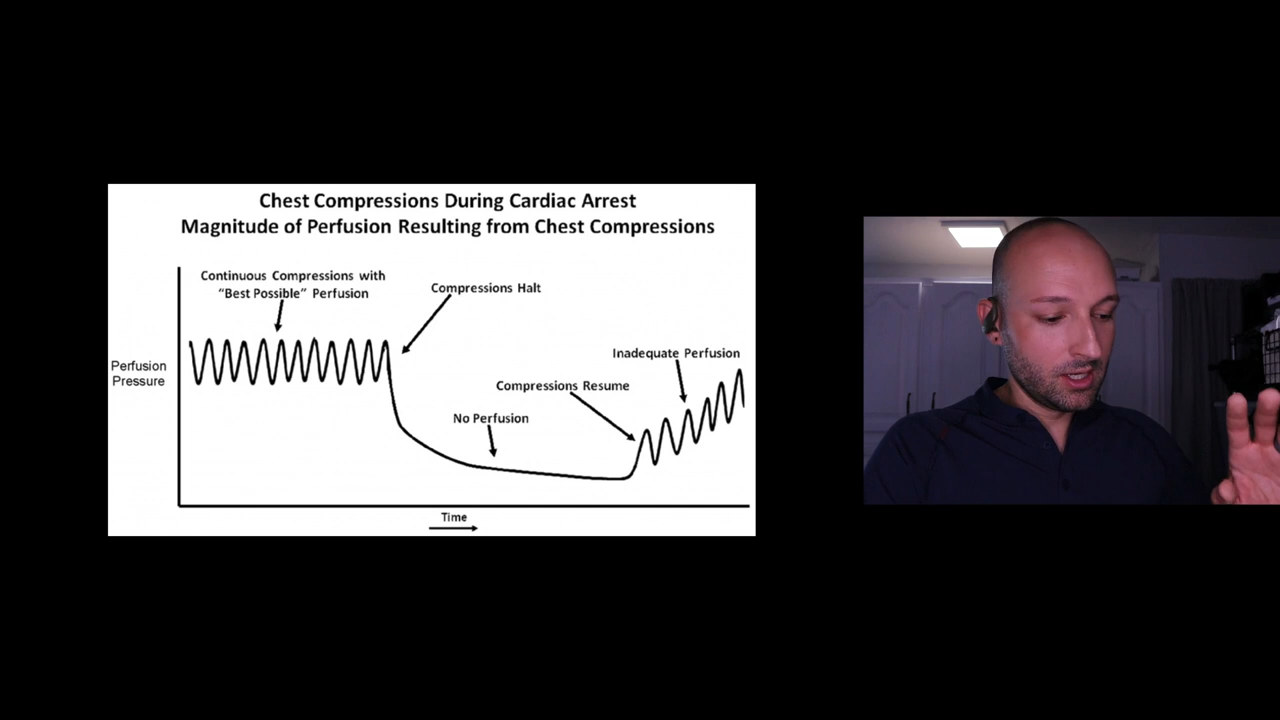 Chest Compressions During Cardiac Arrest
Magnitude of Perfusion Resulting from Chest Compressions
Continuous Compressions with
“Best Possible” Perfusion
Compressions Halt
Perfusion
Pressure
Inadequate Perfusion
Compressions Resume
No Perfusion
Time